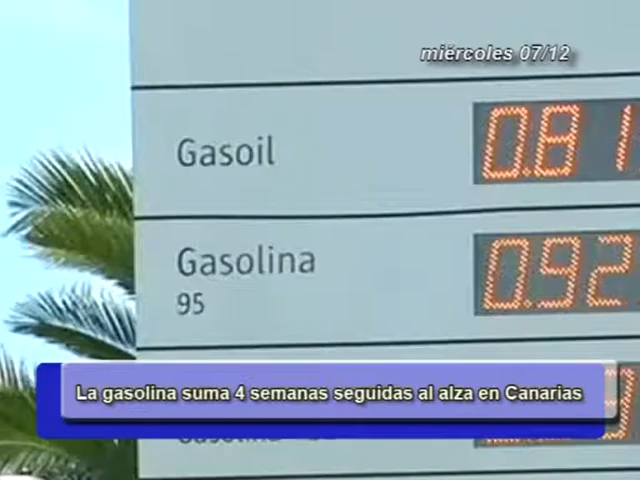 miércoles 07/12
Gasoil 0.81
Gasolina 0.92
95
La gasolina suma 4 semanas seguidas al alza en Canarias
Gasolina